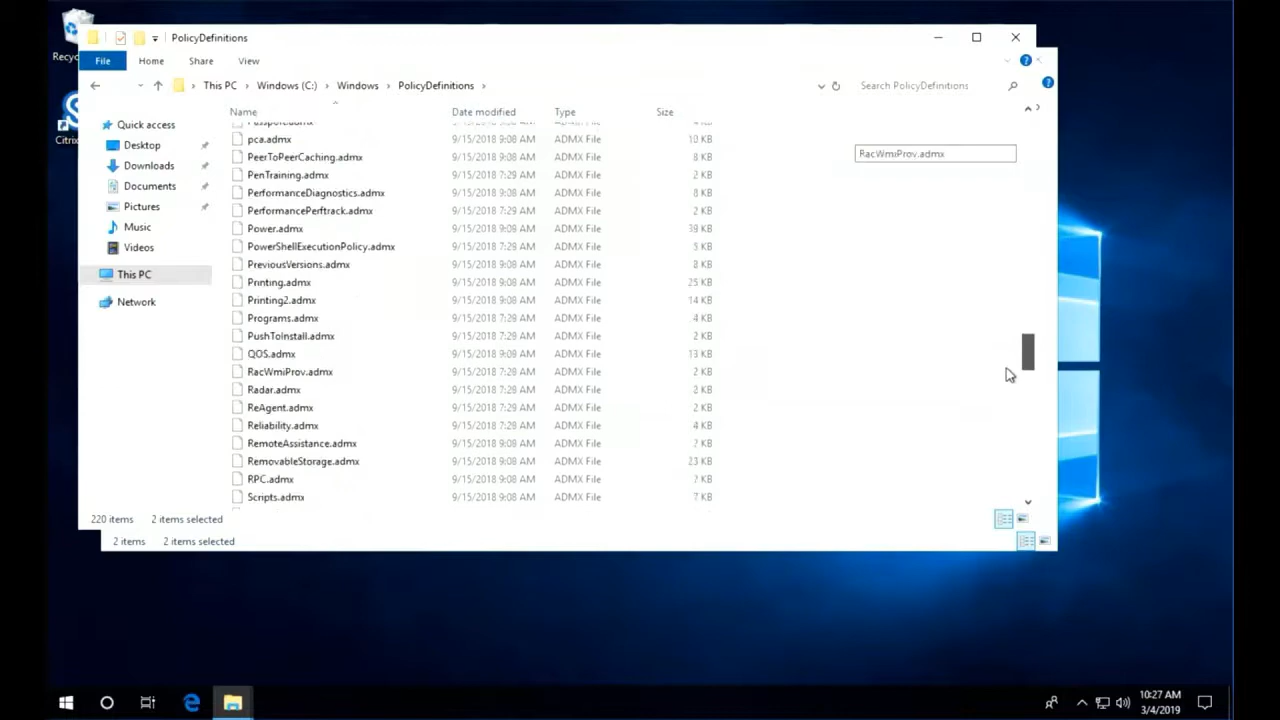 Recyc
PolicyDefinitions
File Home Share View
This PC Windows (C:) Windows PolicyDefinitions Search PolicyDefinitions
Name Date modified Type Size
Citrix
Quick access
Desktop
Downloads
Documents
Pictures
Music
Videos
This PC
Network
pca.admx 9/15/2018 9:08 AM ADMX File 10 KB
RacWmiProv.admx
PeerToPeerCaching.admx 9/15/2018 9:08 AM ADMX File 8 KB
PenTraining.admx 9/15/2018 7:29 AM ADMX File 2 KB
PerformanceDiagnostics.admx 9/15/2018 9:08 AM ADMX File 8 KB
PerformancePerftrack.admx 9/15/2018 7:29 AM ADMX File 2 KB
Power.admx 9/15/2018 9:08 AM ADMX File 39 KB
PowerShellExecutionPolicy.admx 9/15/2018 7:29 AM ADMX File 5 KB
PreviousVersions.admx 9/15/2018 9:08 AM ADMX File 8 KB
Printing.admx 9/15/2018 9:08 AM ADMX File 25 KB
Printing2.admx 9/15/2018 9:08 AM ADMX File 14 KB
Programs.admx 9/15/2018 7:29 AM ADMX File 4 KB
PushToInstall.admx 9/15/2018 7:29 AM ADMX File 2 KB
QOS.admx 9/15/2018 9:08 AM ADMX File 13 KB
RacWmiProv.admx 9/15/2018 7:28 AM ADMX File 2 KB
Radar.admx 9/15/2018 7:29 AM ADMX File 2 KB
ReAgent.admx 9/15/2018 7:29 AM ADMX File 2 KB
Reliability.admx 9/15/2018 7:28 AM ADMX File 4 KB
RemoteAssistance.admx 9/15/2018 9:08 AM ADMX File 7 KB
RemovableStorage.admx 9/15/2018 9:08 AM ADMX File 23 KB
RPC.admx 9/15/2018 9:08 AM ADMX File 7 KB
Scripts.admx 9/15/2018 9:08 AM ADMX File 7 KB
220 items 2 items selected
2 items 2 items selected
10:27 AM
3/4/2019